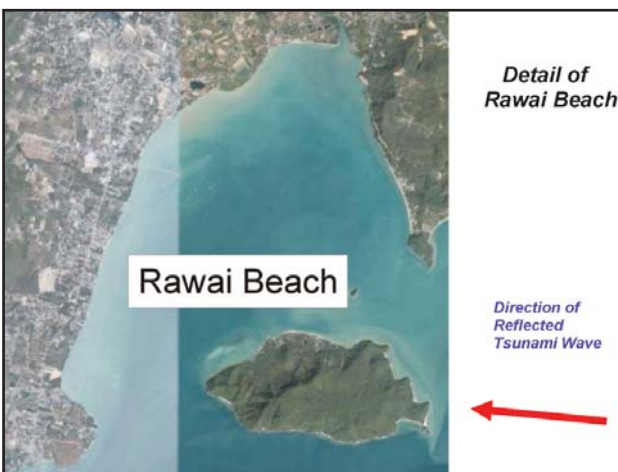 Detail of
Rawai Beach
Rawai Beach
Direction of
Reflected
Tsunami Wave